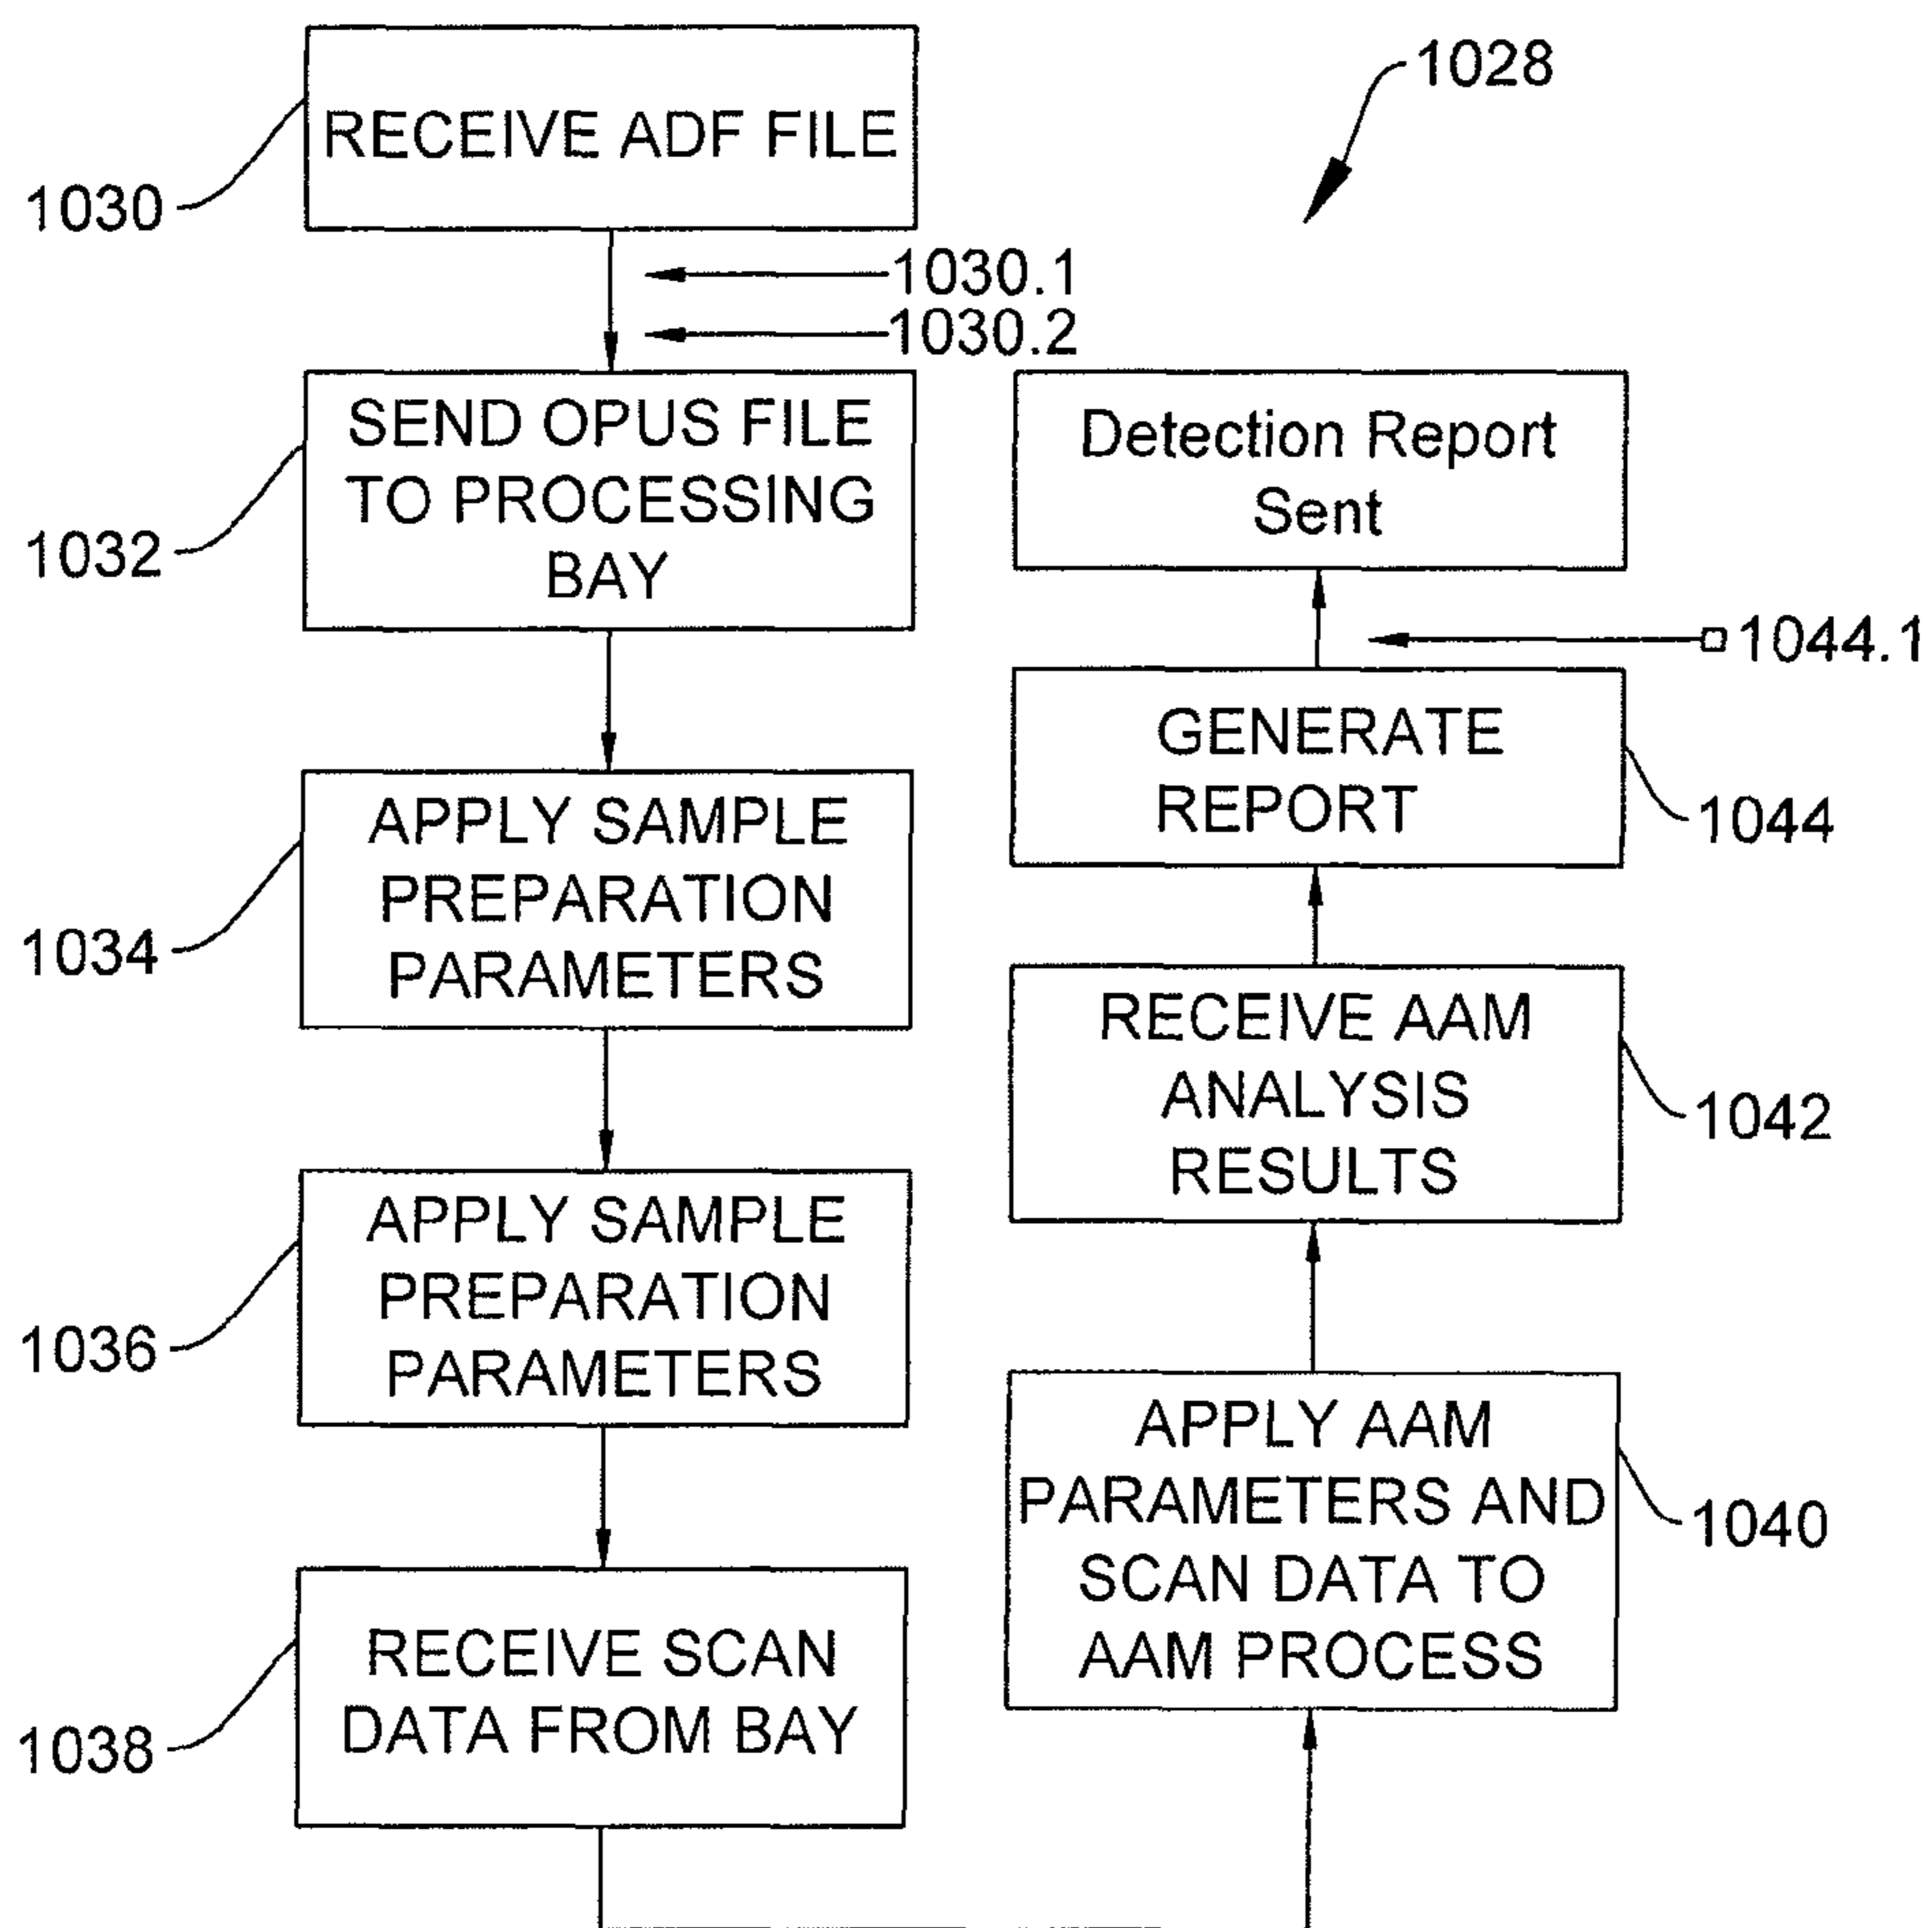 1028
RECEIVE ADF FILE
1030
1030.1
1030.2
SEND OPUS FILE
TO PROCESSING
BAY
1032
APPLY SAMPLE
PREPARATION
PARAMETERS
1034
APPLY SAMPLE
PREPARATION
PARAMETERS
1036
RECEIVE SCAN
DATA FROM BAY
1038
APPLY AAM
PARAMETERS AND
SCAN DATA TO
AAM PROCESS
1040
RECEIVE AAM
ANALYSIS
RESULTS
1042
GENERATE
REPORT
1044
1044.1
Detection Report
Sent